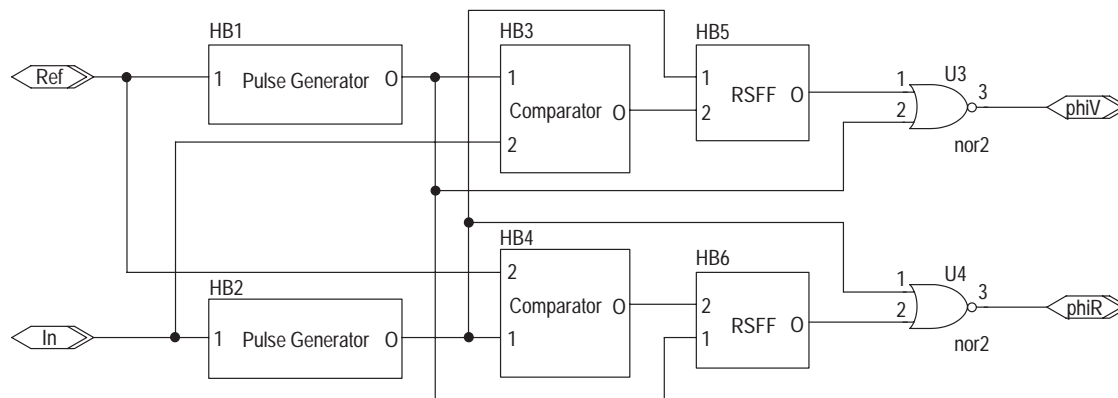 HB1 HB3 HB5 U3
Ref 1 Pulse Generator O 1 1 1 3 phiV
Comparator O RSFF O
2 2 2
nor2
HB4 HB6 U4
HB2 2 1 3 phiR
Comparator O 2 RSFF O 2
In 1 Pulse Generator O 1 1
nor2